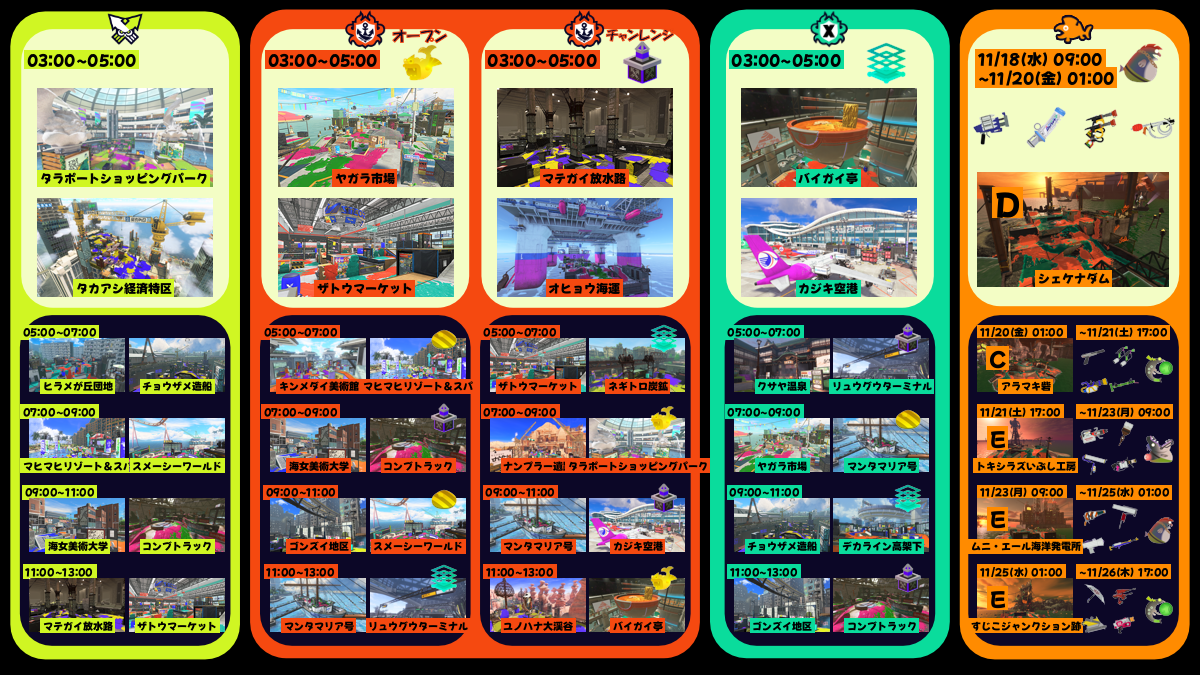 03:00~05:00
タラポートショッピングパーク
タカアシ経済特区
05:00~07:00
ヒラメが丘団地
チョウザメ造船
07:00~09:00
マヒマヒリゾート&スパ
スメーシーワールド
09:00~11:00
海女美術大学
コンブトラック
11:00~13:00
マテガイ放水路
ザトウマーケット
オープン
03:00~05:00
ヤガラ市場
ザトウマーケット
05:00~07:00
キンメダイ美術館
マヒマヒリゾート&スパ
07:00~09:00
海女美術大学
コンブトラック
09:00~11:00
ゴンズイ地区
スメーシーワールド
11:00~13:00
マンタマリア号
リュウグウターミナル
チャレンジ
03:00~05:00
マテガイ放水路
オヒョウ海運
05:00~07:00
ザトウマーケット
ネギトロ炭鉱
07:00~09:00
ナンプラー遺
タラポートショッピングパーク
09:00~11:00
マンタマリア号
カジキ空港
11:00~13:00
ユノハナ大渓谷
バイガイ亭
X
03:00~05:00
バイガイ亭
カジキ空港
05:00~07:00
クサヤ温泉
リュウグウターミナル
07:00~09:00
ヤガラ市場
マンタマリア号
09:00~11:00
チョウザメ造船
デカライン高架下
11:00~13:00
ゴンズイ地区
コンブトラック
11/18(水) 09:00
~11/20(金) 01:00
D
シェケナダム
11/20(金) 01:00
~11/21(土) 17:00
C
アラマキ砦
11/21(土) 17:00
~11/23(月) 09:00
E
トキシラズいぶし工房
11/23(月) 09:00
~11/25(水) 01:00
E
ムニ・エール海洋発電所
11/25(水) 01:00
~11/26(木) 17:00
E
すじこジャンクション跡